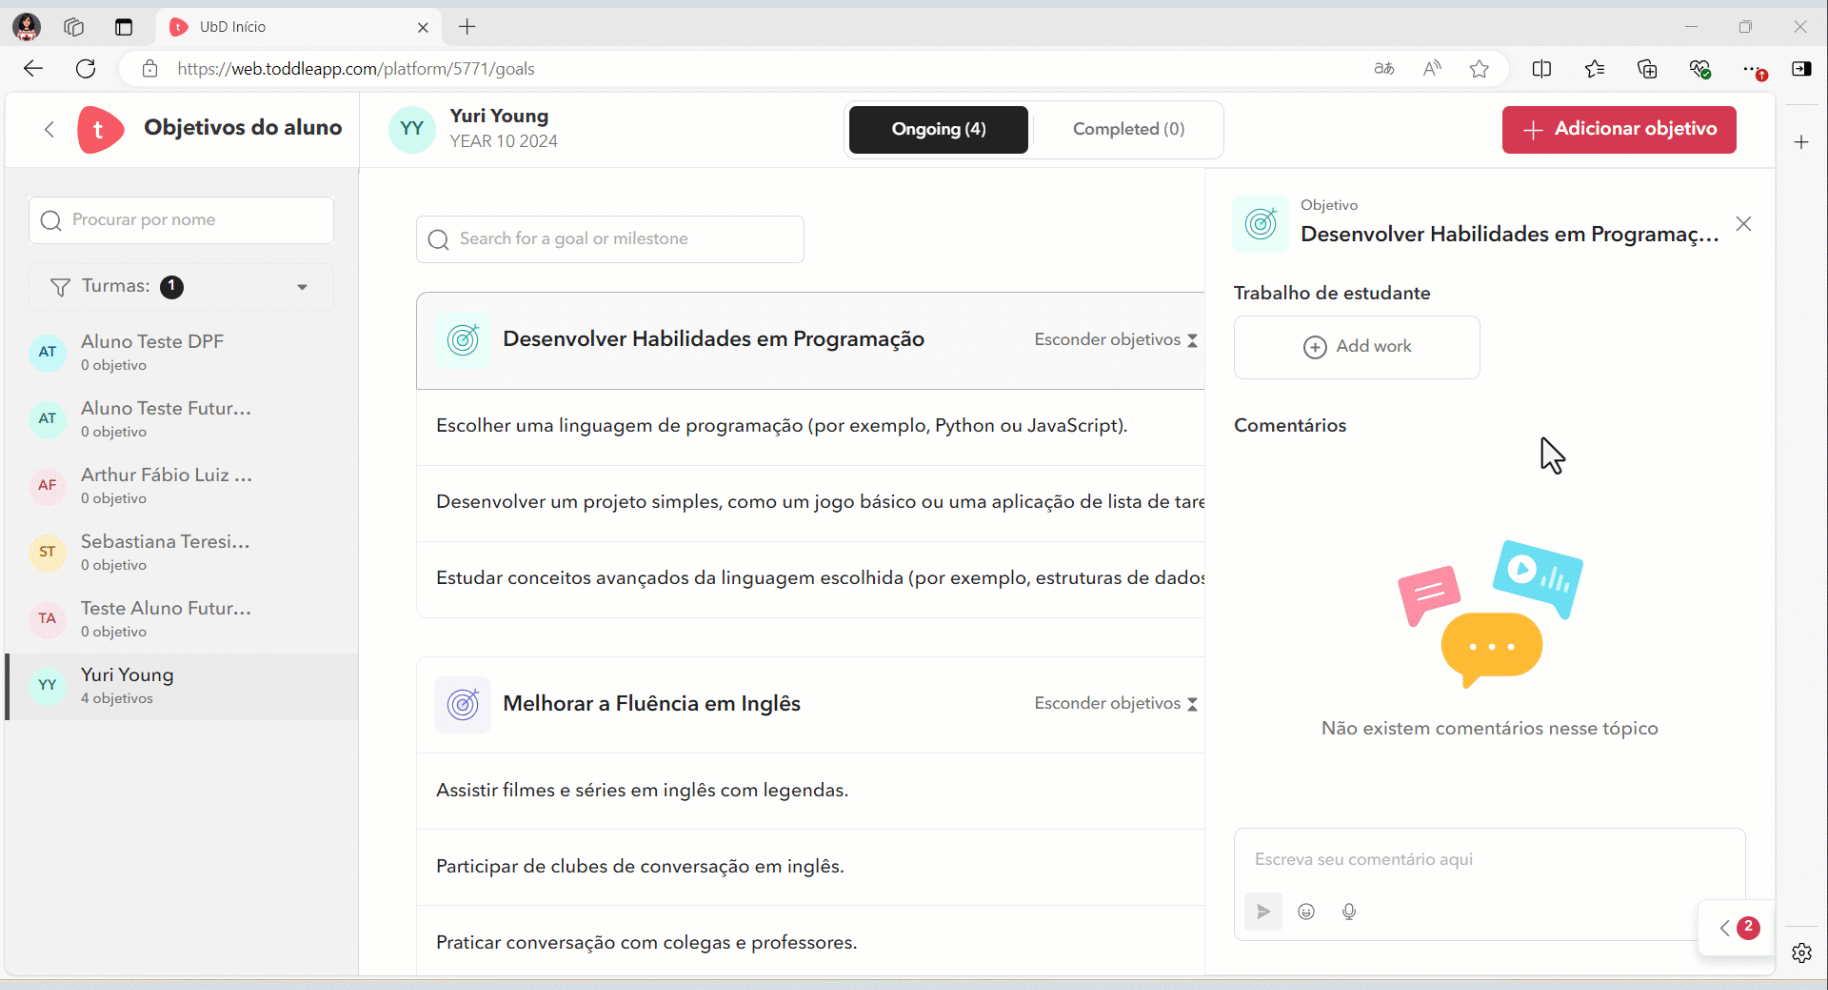 UbD Início
https://web.toddleapp.com/platform/5771/goals
t
Objetivos do aluno
YY
Yuri Young
YEAR 10 2024
Ongoing (4)
Completed (0)
Adicionar objetivo
Procurar por nome
Turmas: 1
AT
Aluno Teste DPF
0 objetivo
AT
Aluno Teste Futur...
0 objetivo
AF
Arthur Fábio Luiz ...
0 objetivo
ST
Sebastiana Teresi...
0 objetivo
TA
Teste Aluno Futur...
0 objetivo
YY
Yuri Young
4 objetivos
Search for a goal or milestone
Desenvolver Habilidades em Programação
Esconder objetivos
Escolher uma linguagem de programação (por exemplo, Python ou JavaScript).
Desenvolver um projeto simples, como um jogo básico ou uma aplicação de lista de tare
Estudar conceitos avançados da linguagem escolhida (por exemplo, estruturas de dados
Melhorar a Fluência em Inglês
Esconder objetivos
Assistir filmes e séries em inglês com legendas.
Participar de clubes de conversação em inglês.
Praticar conversação com colegas e professores.
Objetivo
Desenvolver Habilidades em Programaç...
Trabalho de estudante
Add work
Comentários
Não existem comentários nesse tópico
Escreva seu comentário aqui
2